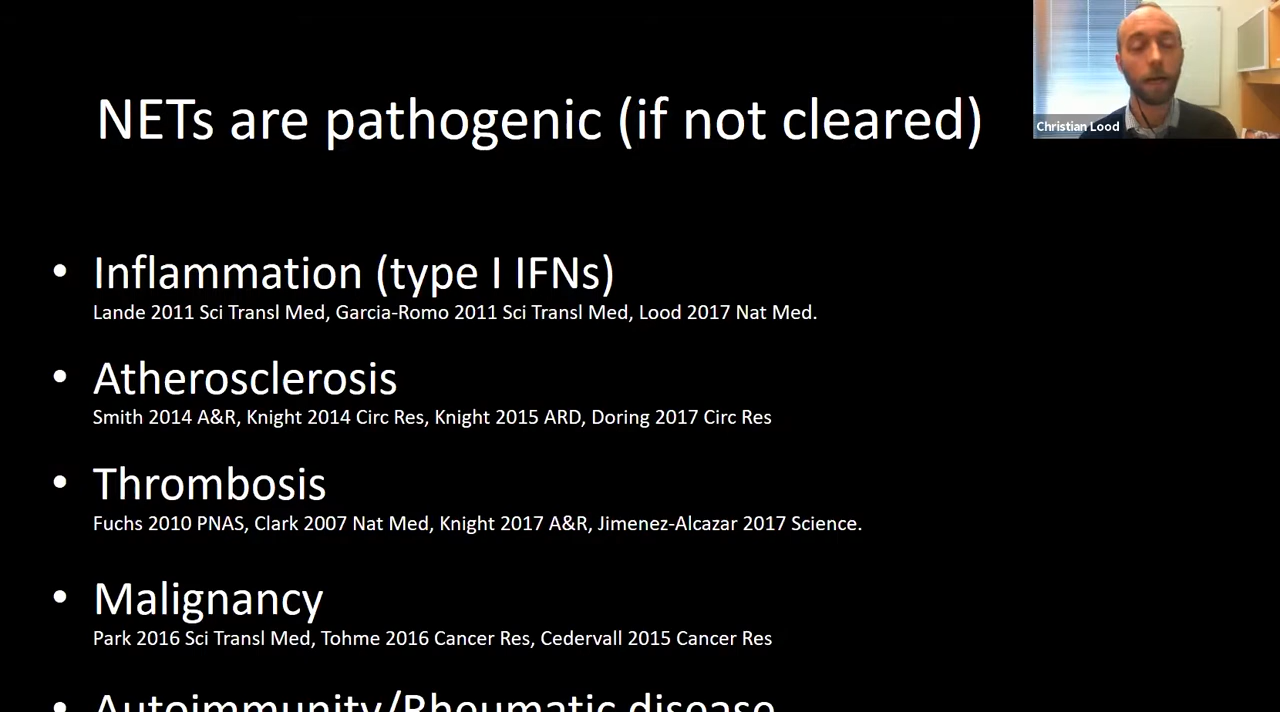 NETs are pathogenic (if not cleared)
Christian Lood
• Inflammation (type I IFNs)
Lande 2011 Sci Transl Med, Garcia-Romo 2011 Sci Transl Med, Lood 2017 Nat Med.
• Atherosclerosis
Smith 2014 A&R, Knight 2014 Circ Res, Knight 2015 ARD, Doring 2017 Circ Res
• Thrombosis
Fuchs 2010 PNAS, Clark 2007 Nat Med, Knight 2017 A&R, Jimenez-Alcazar 2017 Science.
• Malignancy
Park 2016 Sci Transl Med, Tohme 2016 Cancer Res, Cedervall 2015 Cancer Res
• Autoimmunity/Rheumatic disease